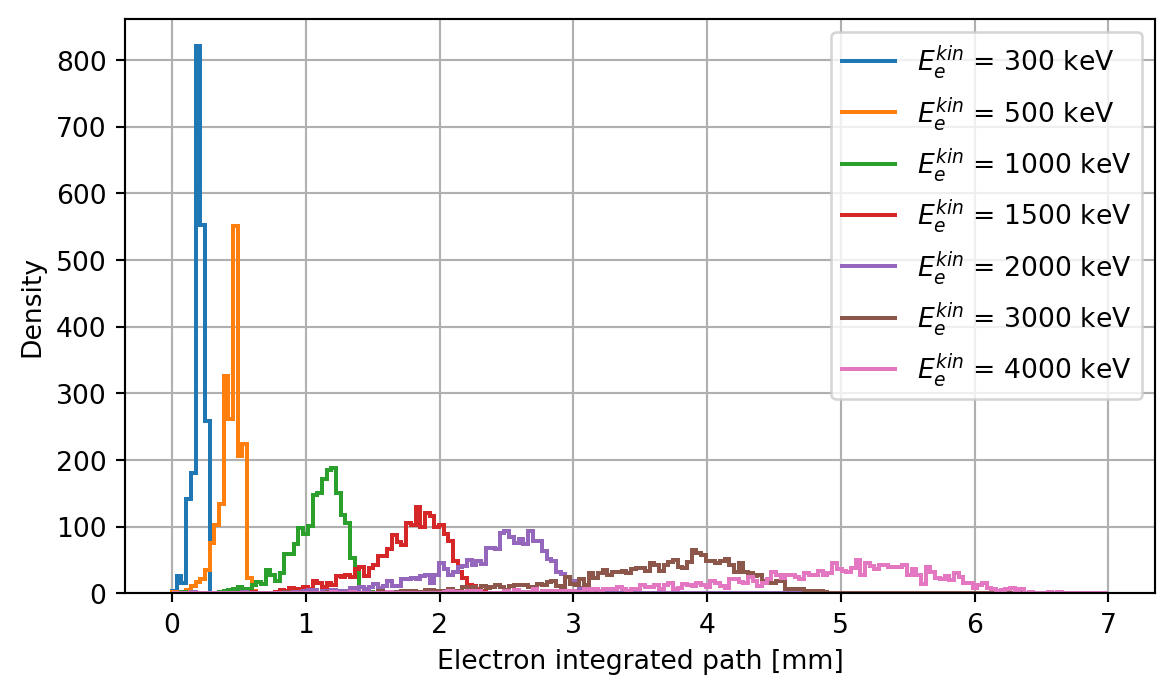 800
700
600
500
400
300
200
100
0
Density
0 1 2 3 4 5 6 7
Electron integrated path [mm]
E_e^{kin} = 300 keV
E_e^{kin} = 500 keV
E_e^{kin} = 1000 keV
E_e^{kin} = 1500 keV
E_e^{kin} = 2000 keV
E_e^{kin} = 3000 keV
E_e^{kin} = 4000 keV